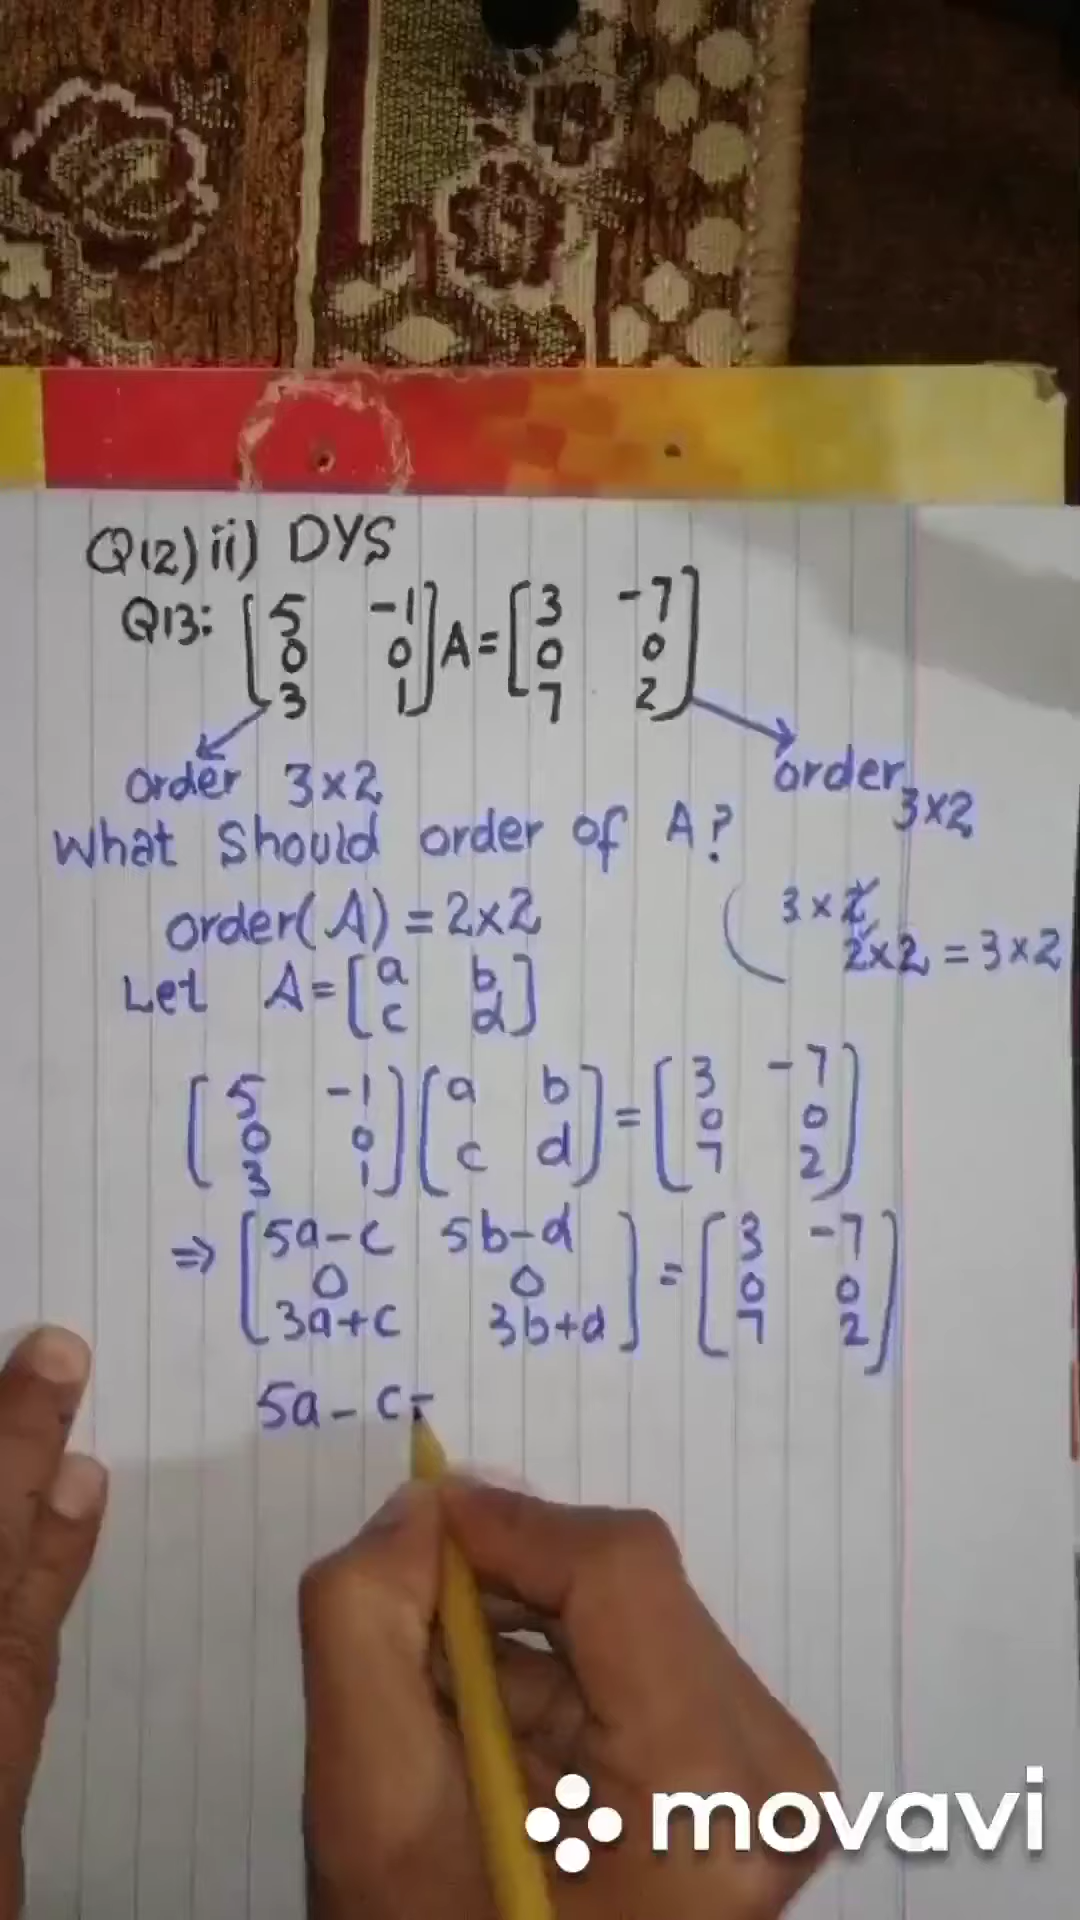 Q12) ii) DYS
Q13: [5 -1
0 0
3 1] A = [3 -7
0 0
7 2]
order 3×2
order 3×2
What Should order of A?
order(A) = 2×2
3×2
2×2 = 3×2
Let A = [a b
c d]
[5 -1
0 0
3 1] [a b
c d] = [3 -7
0 0
7 2]
⇒ [5a-c 5b-d
0 0
3a+c 3b+d] = [3 -7
0 0
7 2]
5a - c =
movavi